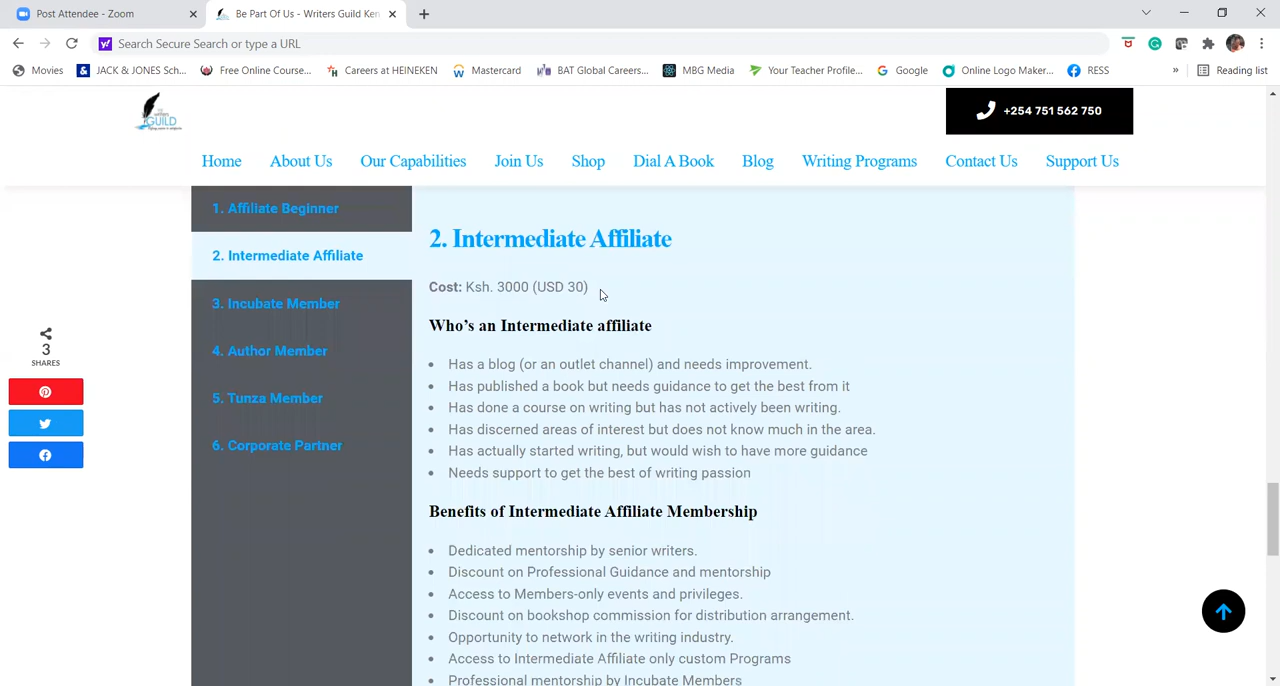 Post Attendee - Zoom
Be Part Of Us - Writers Guild Ken
Search Secure Search or type a URL
Movies
JACK & JONES Sch...
Free Online Course...
Careers at HEINEKEN
Mastercard
BAT Global Careers...
MBG Media
Your Teacher Profile...
Google
Online Logo Maker...
RESS
»
Reading list
GUILD
+254 751 562 750
Home
About Us
Our Capabilities
Join Us
Shop
Dial A Book
Blog
Writing Programs
Contact Us
Support Us
1. Affiliate Beginner
2. Intermediate Affiliate
3. Incubate Member
4. Author Member
5. Tunza Member
6. Corporate Partner
3
SHARES
2. Intermediate Affiliate
Cost: Ksh. 3000 (USD 30)
Who's an Intermediate affiliate
• Has a blog (or an outlet channel) and needs improvement.
• Has published a book but needs guidance to get the best from it
• Has done a course on writing but has not actively been writing.
• Has discerned areas of interest but does not know much in the area.
• Has actually started writing, but would wish to have more guidance
• Needs support to get the best of writing passion
Benefits of Intermediate Affiliate Membership
• Dedicated mentorship by senior writers.
• Discount on Professional Guidance and mentorship
• Access to Members-only events and privileges.
• Discount on bookshop commission for distribution arrangement.
• Opportunity to network in the writing industry.
• Access to Intermediate Affiliate only custom Programs
• Professional mentorship by Incubate Members